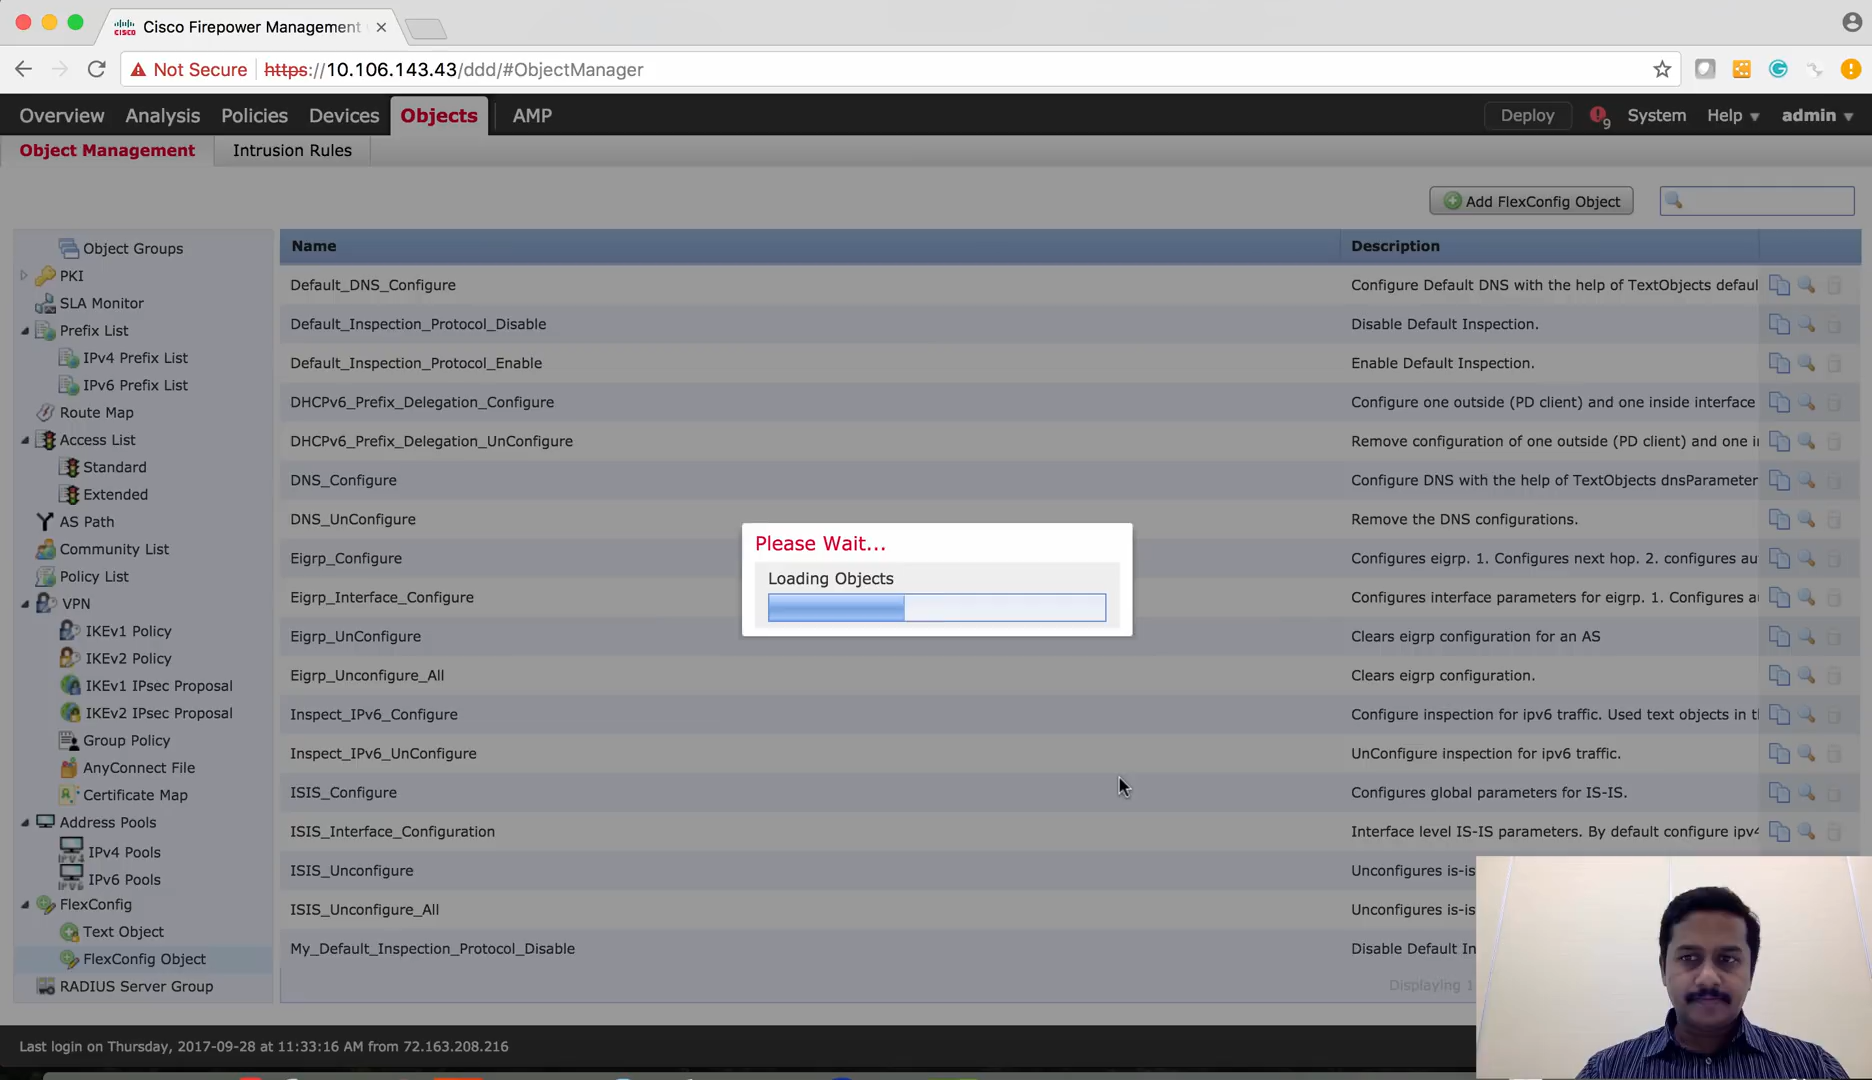 Cisco Firepower Management
Not Secure https://10.106.143.43/ddd/#ObjectManager
Overview Analysis Policies Devices Objects AMP Deploy 9 System Help admin
Object Management Intrusion Rules
Add FlexConfig Object
Object Groups
PKI
SLA Monitor
Prefix List
IPv4 Prefix List
IPv6 Prefix List
Route Map
Access List
Standard
Extended
AS Path
Community List
Policy List
VPN
IKEv1 Policy
IKEv2 Policy
IKEv1 IPsec Proposal
IKEv2 IPsec Proposal
Group Policy
AnyConnect File
Certificate Map
Address Pools
IPv4 Pools
IPv6 Pools
FlexConfig
Text Object
FlexConfig Object
RADIUS Server Group
Name Description
Default_DNS_Configure Configure Default DNS with the help of TextObjects defaul
Default_Inspection_Protocol_Disable Disable Default Inspection.
Default_Inspection_Protocol_Enable Enable Default Inspection.
DHCPv6_Prefix_Delegation_Configure Configure one outside (PD client) and one inside interface
DHCPv6_Prefix_Delegation_UnConfigure Remove configuration of one outside (PD client) and one i
DNS_Configure Configure DNS with the help of TextObjects dnsParameter
DNS_UnConfigure Remove the DNS configurations.
Eigrp_Configure Configures eigrp. 1. Configures next hop. 2. configures au
Eigrp_Interface_Configure Configures interface parameters for eigrp. 1. Configures a
Eigrp_UnConfigure Clears eigrp configuration for an AS
Eigrp_Unconfigure_All Clears eigrp configuration.
Inspect_IPv6_Configure Configure inspection for ipv6 traffic. Used text objects in t
Inspect_IPv6_UnConfigure UnConfigure inspection for ipv6 traffic.
ISIS_Configure Configures global parameters for IS-IS.
ISIS_Interface_Configuration Interface level IS-IS parameters. By default configure ipv4
ISIS_Unconfigure Unconfigures is-is
ISIS_Unconfigure_All Unconfigures is-is
My_Default_Inspection_Protocol_Disable Disable Default In
Displaying 1
Please Wait...
Loading Objects
Last login on Thursday, 2017-09-28 at 11:33:16 AM from 72.163.208.216